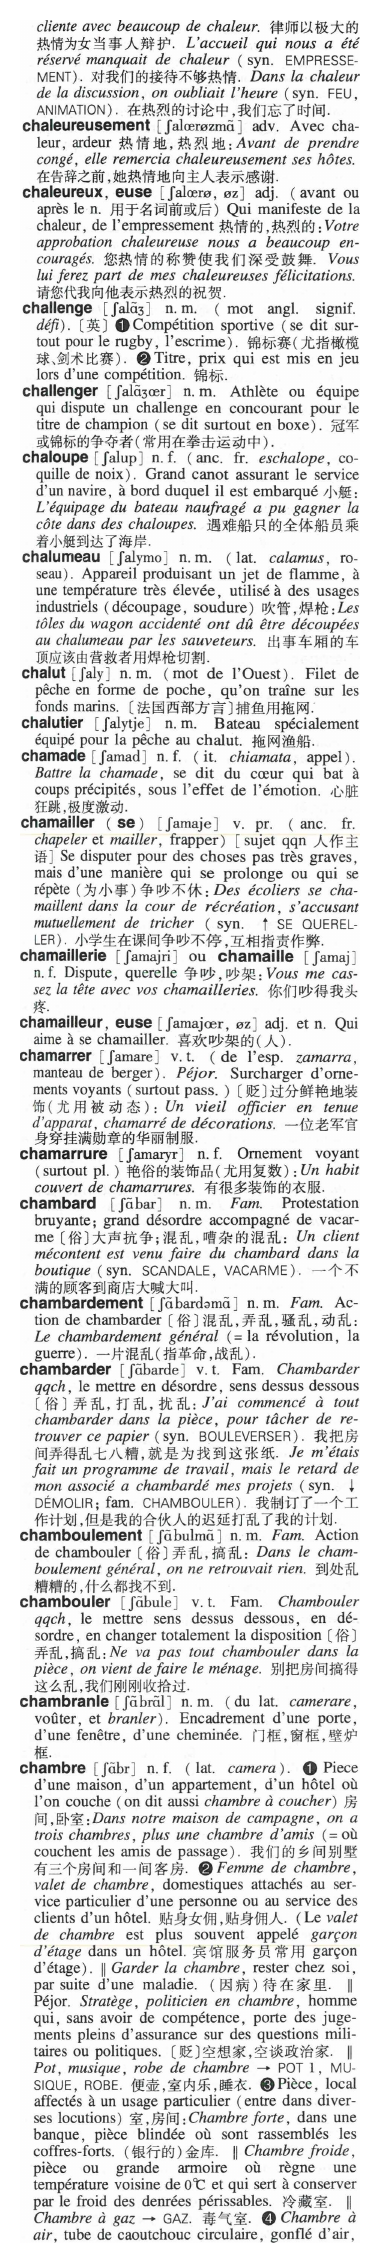 cliente avec beaucoup de chaleur. 律师以极大的
热情为女当事人辩护. L'accueil qui nous a été
réservé manquait de chaleur (syn. EMPRESSE-
MENT). 对我们的接待不够热情. Dans la chaleur
de la discussion, on oubliait l'heure (syn. FEU,
ANIMATION). 在热烈的讨论中,我们忘了时间.
chaleureusement [ʃalœrøzmɑ̃] adv. Avec cha-
leur, ardeur 热情地,热烈地:Avant de prendre
congé, elle remercia chaleureusement ses hôtes.
在告辞之前,她热情地向主人表示感谢.
chaleureux, euse [ʃalœrø, øz] adj. (avant ou
après le n. 用于名词前或后) Qui manifeste de la
chaleur, de l'empressement 热情的,热烈的:Votre
approbation chaleureuse nous a beaucoup en-
couragés. 您热情的称赞使我们深受鼓舞. Vous
lui ferez part de mes chaleureuses félicitations.
请您代我向他表示热烈的祝贺.
challenge [ʃalɑ̃ʒ] n. m. (mot angl. signif.
défi). [英] ❶ Compétition sportive (se dit sur-
tout pour le rugby, l'escrime). 锦标赛(尤指橄榄
球、剑术比赛). ❷ Titre, prix qui est mis en jeu
lors d'une compétition. 锦标.
challenger [ʃalɑ̃ʒœr] n. m. Athlète ou équipe
qui dispute un challenge en concourant pour le
titre de champion (se dit surtout en boxe). 冠军
或锦标的争夺者(常用在拳击运动中).
chaloupe [ʃalup] n. f. (anc. fr. eschalope, co-
quille de noix). Grand canot assurant le service
d'un navire, à bord duquel il est embarqué 小艇:
L'équipage du bateau naufragé a pu gagner la
côte dans des chaloupes. 遇难船只的全体船员乘
着小艇到达了海岸.
chalumeau [ʃalymo] n. m. (lat. calamus, ro-
seau). Appareil produisant un jet de flamme, à
une température très élevée, utilisé à des usages
industriels (découpage, soudure) 吹管,焊枪:Les
tôles du wagon accidenté ont dû être découpées
au chalumeau par les sauveteurs. 出事车厢的车
顶应该由营救者用焊枪切割.
chalut [ʃaly] n. m. (mot de l'Ouest). Filet de
pêche en forme de poche, qu'on traîne sur les
fonds marins. [法国西部方言]捕鱼用拖网.
chalutier [ʃalytje] n. m. Bateau spécialement
équipé pour la pêche au chalut. 拖网渔船.
chamade [ʃamad] n. f. (it. chiamata, appel).
Battre la chamade, se dit du cœur qui bat à
coups précipités, sous l'effet de l'émotion. 心脏
狂跳,极度激动.
chamailler (se) [ʃamaje] v. pr. (anc. fr.
chapeler et mailler, frapper) [sujet qqn 人作主
语] Se disputer pour des choses pas très graves,
mais d'une manière qui se prolonge ou qui se
répète (为小事)争吵不休:Des écoliers se cha-
maillent dans la cour de récréation, s'accusant
mutuellement de tricher (syn. ↑ SE QUEREL-
LER). 小学生在课间争吵不停,互相指责作弊.
chamaillerie [ʃamajri] ou chamaille [ʃamaj]
n. f. Dispute, querelle 争吵,吵架:Vous me cas-
sez la tête avec vos chamailleries. 你们吵得我头
疼.
chamailleur, euse [ʃamajœr, øz] adj. et n. Qui
aime à se chamailler. 喜欢吵架的(人).
chamarrer [ʃamare] v. t. (de l'esp. zamarra,
manteau de berger). Péjor. Surcharger d'orne-
ments voyants (surtout pass.) [贬]过分鲜艳地装
饰(尤用被动态): Un vieil officier en tenue
d'apparat, chamarré de décorations. 一位老军官
身穿挂满勋章的华丽制服.
chamarrure [ʃamaryr] n. f. Ornement voyant
(surtout pl.) 艳俗的装饰品(尤用复数):Un habit
couvert de chamarrures. 有很多装饰的衣服.
chambard [ʃɑ̃bar] n. m. Fam. Protestation
bruyante; grand désordre accompagné de vacar-
me [俗]大声抗争;混乱,嘈杂的混乱: Un client
mécontent est venu faire du chambard dans la
boutique (syn. SCANDALE, VACARME). 一个不
满的顾客到商店大喊大叫.
chambardement [ʃɑ̃bardəmɑ̃] n. m. Fam. Ac-
tion de chambarder [俗]混乱,弄乱,骚乱,动乱:
Le chambardement général (= la révolution, la
guerre). 一片混乱(指革命,战乱).
chambarder [ʃɑ̃barde] v. t. Fam. Chambarder
qqch, le mettre en désordre, sens dessus dessous
[俗]弄乱,打乱,扰乱:J'ai commencé à tout
chambarder dans la pièce, pour tâcher de re-
trouver ce papier (syn. BOULEVERSER). 我把房
间弄得乱七八糟,就是为找到这张纸. Je m'étais
fait un programme de travail, mais le retard de
mon associé a chambardé mes projets (syn. ↓
DÉMOLIR; fam. CHAMBOULER). 我制订了一个工
作计划,但是我的合伙人的迟延打乱了我的计划.
chamboulement [ʃɑ̃bulmɑ̃] n. m. Fam. Action
de chambouler [俗]弄乱,搞乱: Dans le cham-
boulement général, on ne retrouvait rien. 到处乱
糟糟的,什么都找不到.
chambouler [ʃɑ̃bule] v. t. Fam. Chambouler
qqch, le mettre sens dessus dessous, en dé-
sordre, en changer totalement la disposition [俗]
弄乱,搞乱:Ne va pas tout chambouler dans la
pièce, on vient de faire le ménage. 别把房间搞得
这么乱,我们刚刚收拾过.
chambranle [ʃɑ̃brɑ̃l] n. m. (du lat. camerare,
voûter, et branler). Encadrement d'une porte,
d'une fenêtre, d'une cheminée. 门框,窗框,壁炉
框.
chambre [ʃɑ̃br] n. f. (lat. camera). ❶ Piece
d'une maison, d'un appartement, d'un hôtel où
l'on couche (on dit aussi chambre à coucher) 房
间,卧室:Dans notre maison de campagne, on a
trois chambres, plus une chambre d'amis (= où
couchent les amis de passage). 我们的乡间别墅
有三个房间和一间客房. ❷ Femme de chambre,
valet de chambre, domestiques attachés au ser-
vice particulier d'une personne ou au service des
clients d'un hôtel. 贴身女佣,贴身佣人. (Le valet
de chambre est plus souvent appelé garçon
d'étage dans un hôtel. 宾馆服务员常用 garçon
d'étage). ‖ Garder la chambre, rester chez soi,
par suite d'une maladie. (因病)待在家里. ‖
Péjor. Stratège, politicien en chambre, homme
qui, sans avoir de compétence, porte des juge-
ments pleins d'assurance sur des questions mili-
taires ou politiques. [贬]空想家,空谈政治家. ‖
Pot, musique, robe de chambre → POT 1, MU-
SIQUE, ROBE. 便壶,室内乐,睡衣. ❸ Pièce, local
affectés à un usage particulier (entre dans diver-
ses locutions) 室,房间:Chambre forte, dans une
banque, pièce blindée où sont rassemblés les
coffres-forts. (银行的)金库. ‖ Chambre froide,
pièce ou grande armoire où règne une
température voisine de 0℃ et qui sert à conserver
par le froid des denrées périssables. 冷藏室. ‖
Chambre à gaz → GAZ. 毒气室. ❹ Chambre à
air, tube de caoutchouc circulaire, gonflé d'air,